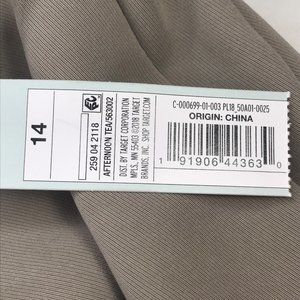 14
259 04 2118
AFTERNOON TEA/563002
DIST. BY TARGET CORPORATION
MPLS., MN 55403 ©2018 TARGET
BRANDS, INC. SHOP TARGET.COM
C-000699-01-003 PL18_50A01-0025
ORIGIN: CHINA
1 91906 44363 0